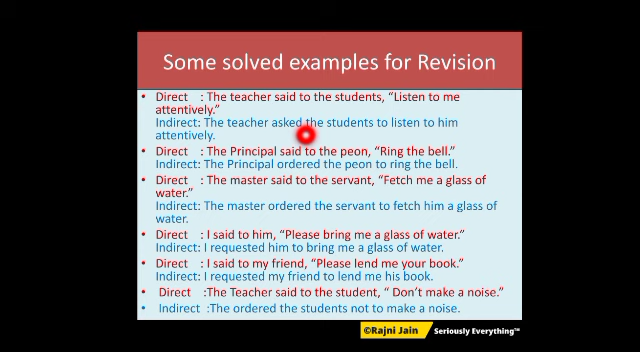 Some solved examples for Revision
• Direct : The teacher said to the students, “Listen to me
attentively.”
Indirect: The teacher asked the students to listen to him
attentively.
• Direct : The Principal said to the peon, “Ring the bell.”
Indirect: The Principal ordered the peon to ring the bell.
• Direct : The master said to the servant, “Fetch me a glass of
water.”
Indirect: The master ordered the servant to fetch him a glass of
water.
• Direct : I said to him, “Please bring me a glass of water.”
Indirect: I requested him to bring me a glass of water.
• Direct : I said to my friend, “Please lend me your book.”
Indirect: I requested my friend to lend me his book.
• Direct :The Teacher said to the student, “ Don’t make a noise.”
• Indirect :The ordered the students not to make a noise.
©Rajni Jain Seriously Everything™